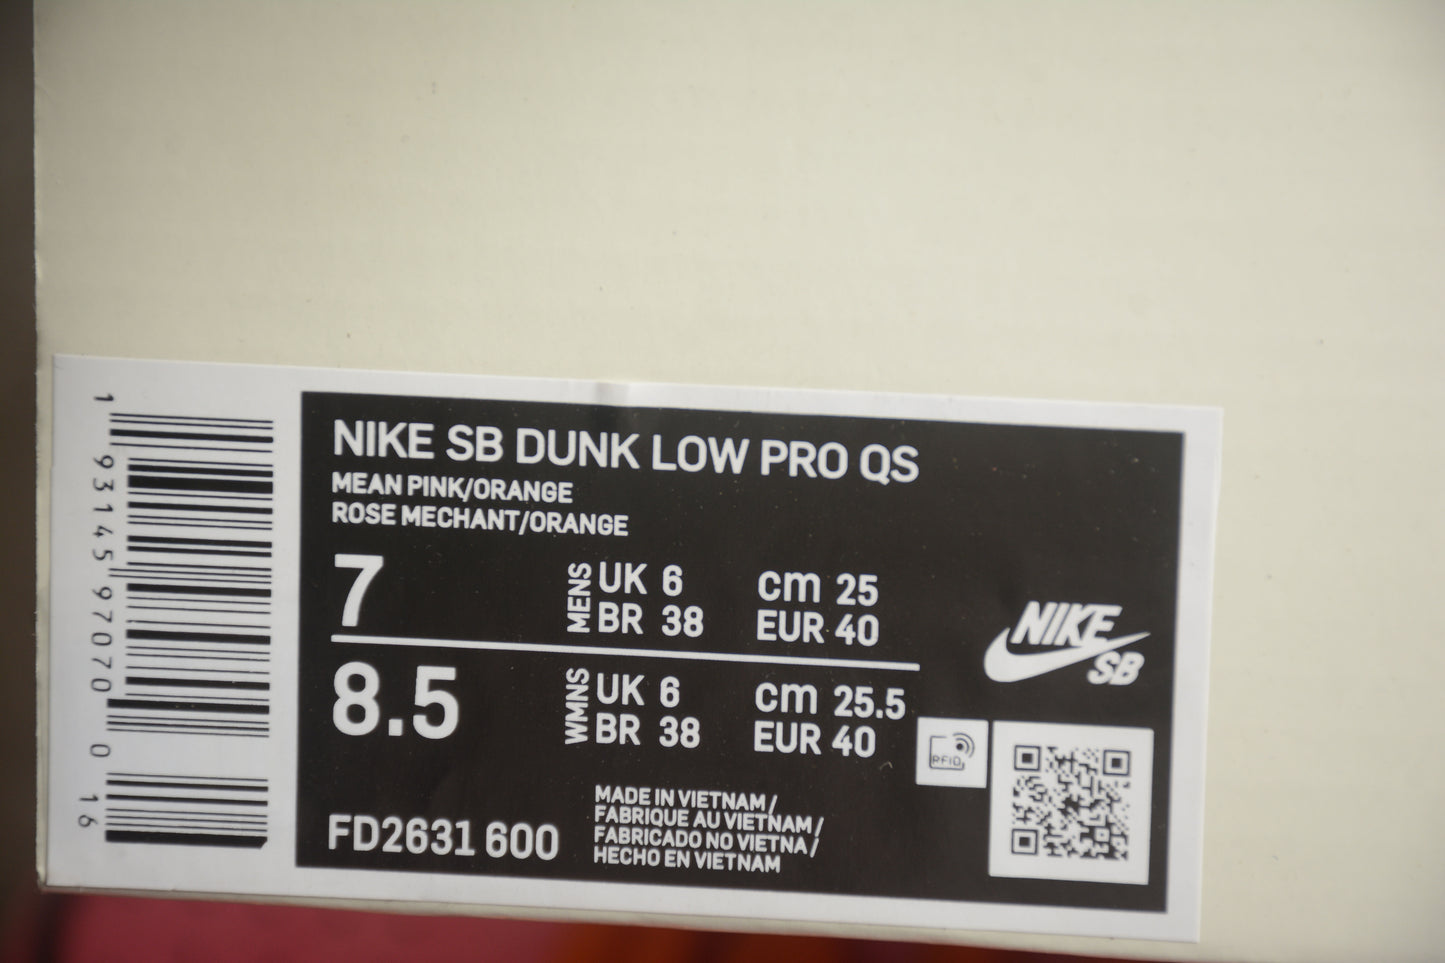 NIKE SB DUNK LOW PRO QS
MEAN PINK/ORANGE
ROSE MECHANT/ORANGE
7 MENS UK 6 cm 25
BR 38 EUR 40
8.5 WMNS UK 6 cm 25.5
BR 38 EUR 40
FD2631 600
MADE IN VIETNAM/
FABRIQUE AU VIETNAM/
FABRICADO NO VIETNA/
HECHO EN VIETNAM
NIKE
SB
RFID
1 93145 97070 0 16